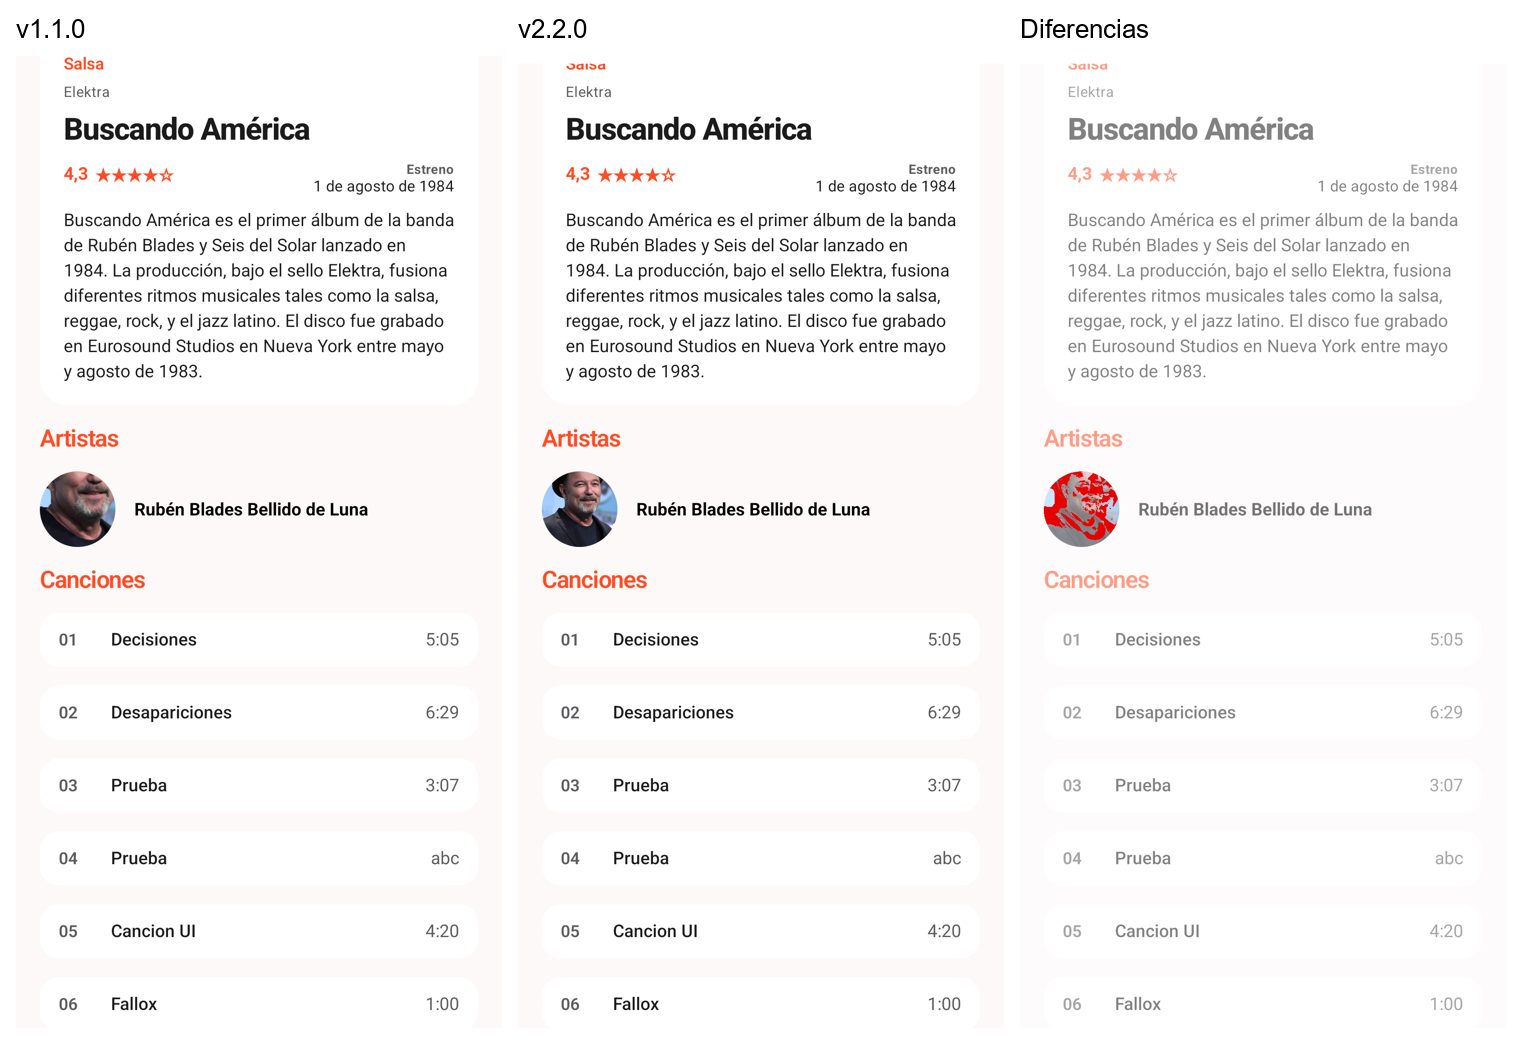 v1.1.0
Salsa
Elektra
Buscando América
4,3 ★★★★☆
Estreno
1 de agosto de 1984
Buscando América es el primer álbum de la banda
de Rubén Blades y Seis del Solar lanzado en
1984. La producción, bajo el sello Elektra, fusiona
diferentes ritmos musicales tales como la salsa,
reggae, rock, y el jazz latino. El disco fue grabado
en Eurosound Studios en Nueva York entre mayo
y agosto de 1983.
Artistas
Rubén Blades Bellido de Luna
Canciones
01 Decisiones 5:05
02 Desapariciones 6:29
03 Prueba 3:07
04 Prueba abc
05 Cancion UI 4:20
06 Fallox 1:00
v2.2.0
Salsa
Elektra
Buscando América
4,3 ★★★★☆
Estreno
1 de agosto de 1984
Buscando América es el primer álbum de la banda
de Rubén Blades y Seis del Solar lanzado en
1984. La producción, bajo el sello Elektra, fusiona
diferentes ritmos musicales tales como la salsa,
reggae, rock, y el jazz latino. El disco fue grabado
en Eurosound Studios en Nueva York entre mayo
y agosto de 1983.
Artistas
Rubén Blades Bellido de Luna
Canciones
01 Decisiones 5:05
02 Desapariciones 6:29
03 Prueba 3:07
04 Prueba abc
05 Cancion UI 4:20
06 Fallox 1:00
Diferencias
Salsa
Elektra
Buscando América
4,3 ★★★★☆
Estreno
1 de agosto de 1984
Buscando América es el primer álbum de la banda
de Rubén Blades y Seis del Solar lanzado en
1984. La producción, bajo el sello Elektra, fusiona
diferentes ritmos musicales tales como la salsa,
reggae, rock, y el jazz latino. El disco fue grabado
en Eurosound Studios en Nueva York entre mayo
y agosto de 1983.
Artistas
Rubén Blades Bellido de Luna
Canciones
01 Decisiones 5:05
02 Desapariciones 6:29
03 Prueba 3:07
04 Prueba abc
05 Cancion UI 4:20
06 Fallox 1:00